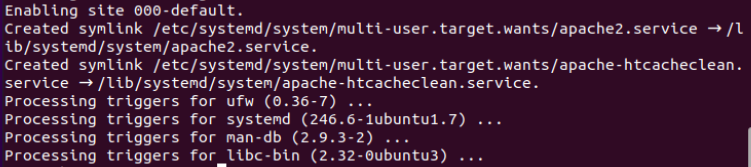 Enabling site 000-default.
Created symlink /etc/systemd/system/multi-user.target.wants/apache2.service → /l
ib/systemd/system/apache2.service.
Created symlink /etc/systemd/system/multi-user.target.wants/apache-htcacheclean.
service → /lib/systemd/system/apache-htcacheclean.service.
Processing triggers for ufw (0.36-7) ...
Processing triggers for systemd (246.6-1ubuntu1.7) ...
Processing triggers for man-db (2.9.3-2) ...
Processing triggers for libc-bin (2.32-0ubuntu3) ...